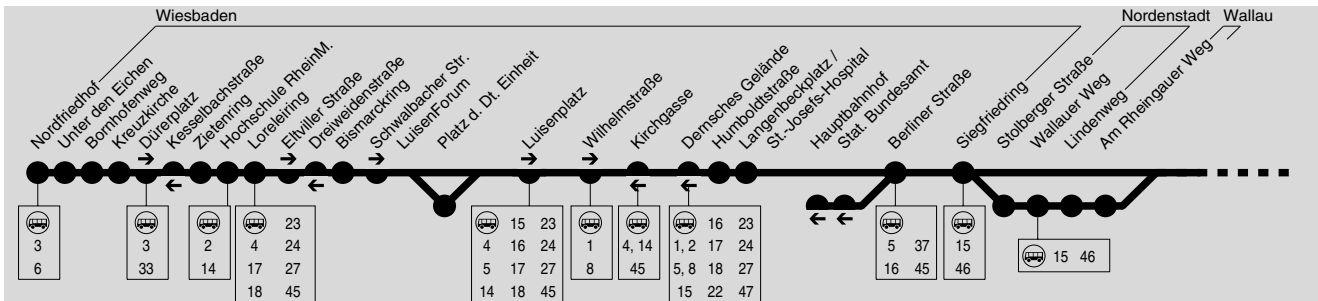 Wiesbaden
Nordenstadt
Wallau
Nordfriedhof
Unter den Eichen
Bornhofenweg
Kreuzkirche
Dürerplatz
Kesselbachstraße
Zietenring
Hochschule RheinM.
Loreleiring
Eltviller Straße
Dreiweidenstraße
Bismarckring
Schwalbacher Str.
LuisenForum
Platz d. Dt. Einheit
Luisenplatz
Wilhelmstraße
Kirchgasse
Dernsches Gelände
Humboldtstraße
Langenbeckplatz /
St.-Josefs-Hospital
Hauptbahnhof
Stat. Bundesamt
Berliner Straße
Siegfriedring
Stolberger Straße
Wallauer Weg
Lindenweg
Am Rheingauer Weg
3
6
3
33
2
14
23
4 24
17 27
18 45
15 23
4 16 24
5 17 27
14 18 45
1
8
4, 14
45
16 23
1, 2 17 24
5, 8 18 27
15 22 47
5 37
16 45
15
46
15 46